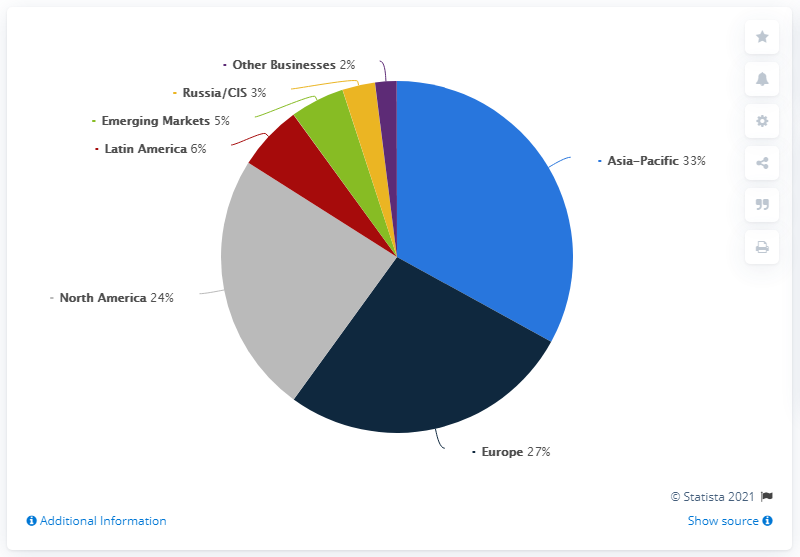 Other Businesses 2%
Russia/CIS 3%
Emerging Markets 5%
Latin America 6%
Asia–Pacific 33%
North America 24%
Europe 27%
© Statista 2021
Additional Information
Show source